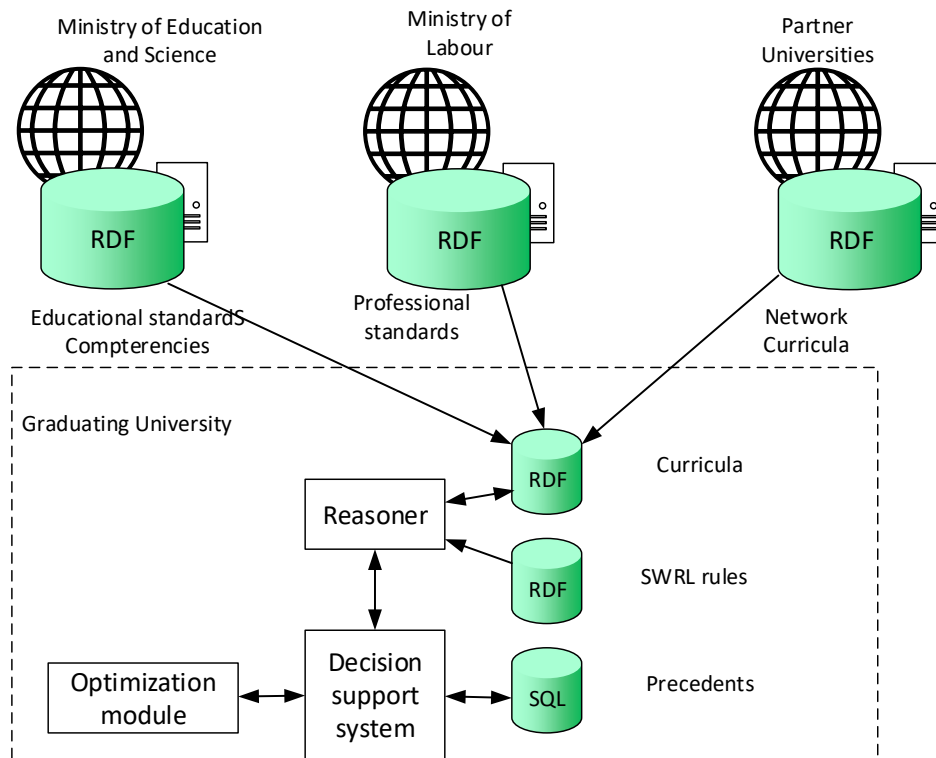 Ministry of Education
and Science
Ministry of
Labour
Partner
Universities
RDF
RDF
RDF
Educational standardS
Compterencies
Professional
standards
Network
Curricula
Graduating University
RDF
Curricula
Reasoner
RDF
SWRL rules
Optimization
module
Decision
support
system
SQL
Precedents